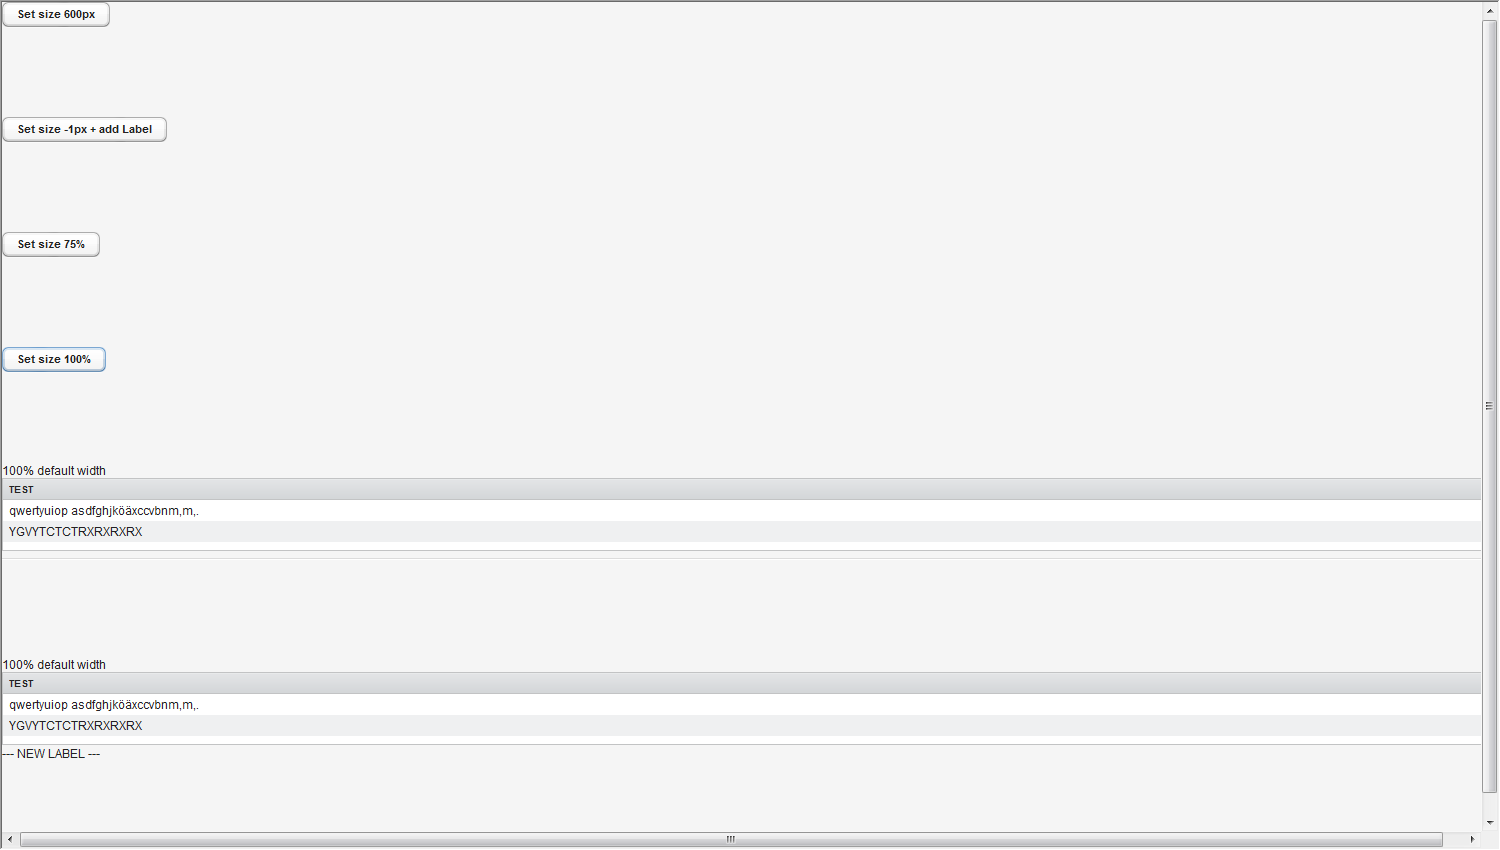 Set size 600px
Set size -1px + add Label
Set size 75%
Set size 100%
100% default width
TEST
qwertyuiop asdfghjköäxccvbnm,m,.
YGVYTCTCTRXRXRXRX
100% default width
TEST
qwertyuiop asdfghjköäxccvbnm,m,.
YGVYTCTCTRXRXRXRX
--- NEW LABEL ---